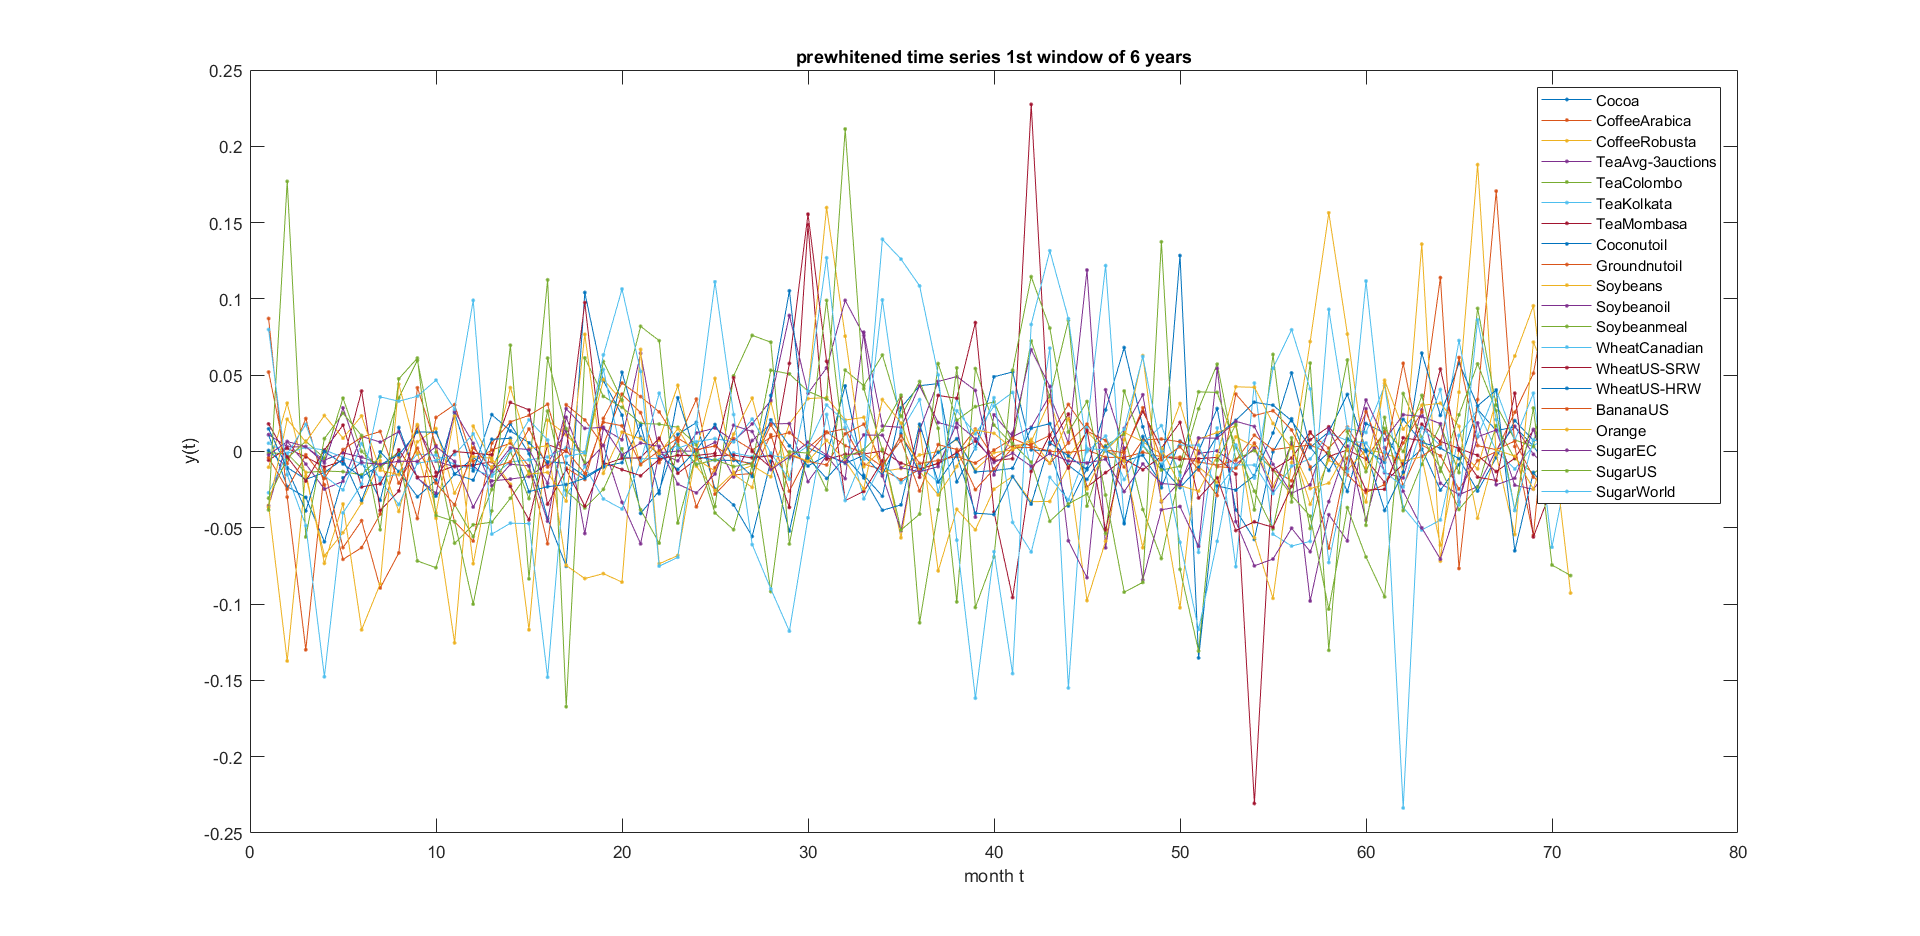 prewhitened time series 1st window of 6 years
0.25
0.2
0.15
0.1
0.05
0
-0.05
-0.1
-0.15
-0.2
-0.25
y(t)
0 10 20 30 40 50 60 70 80
month t
Cocoa
CoffeeArabica
CoffeeRobusta
TeaAvg-3auctions
TeaColombo
TeaKolkata
TeaMombasa
Coconutoil
Groundnutoil
Soybeans
Soybeanoil
Soybeanmeal
WheatCanadian
WheatUS-SRW
WheatUS-HRW
BananaUS
Orange
SugarEC
SugarUS
SugarWorld